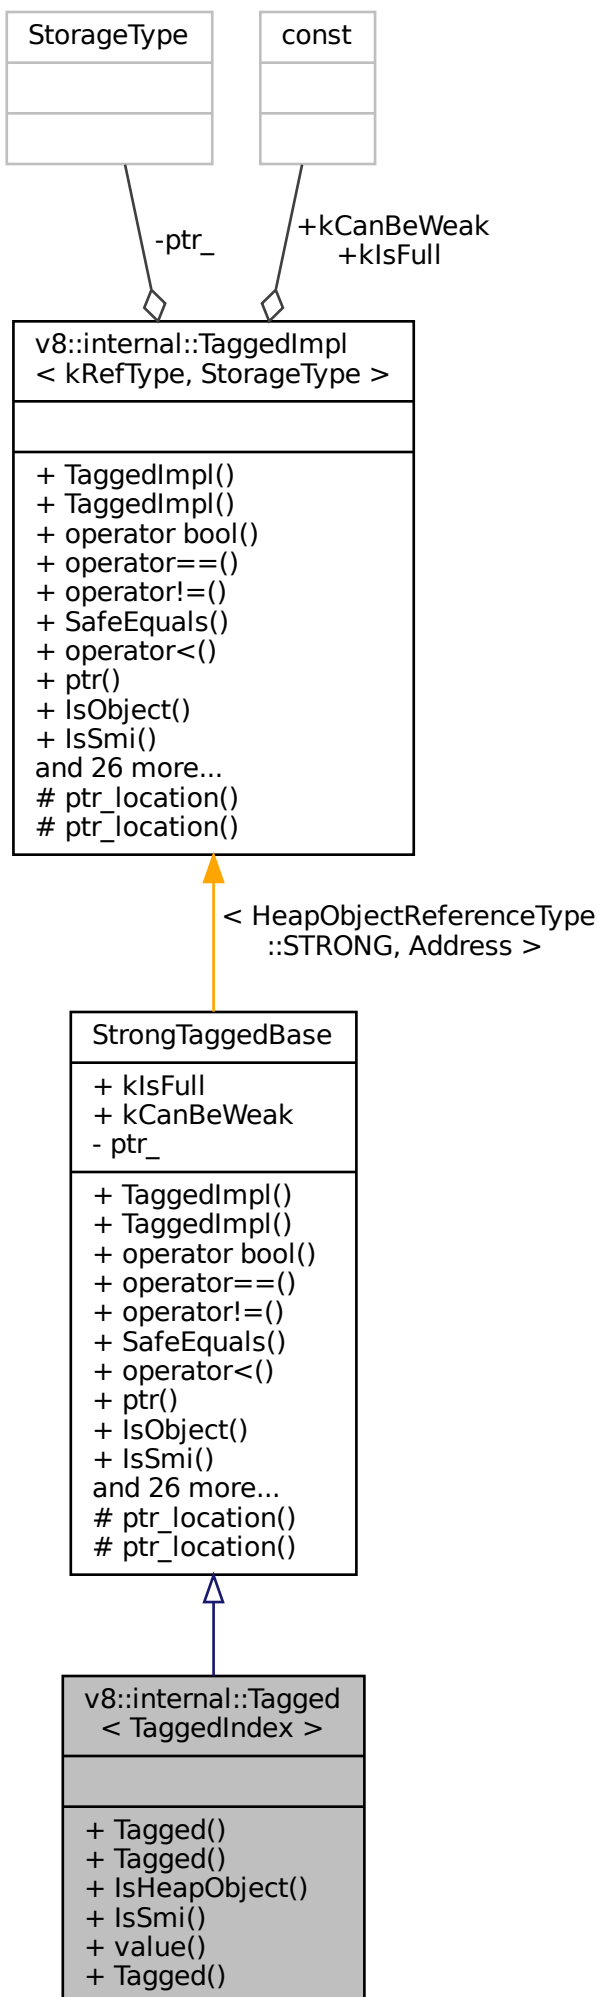 StorageType
const
-ptr_
+kCanBeWeak
+kIsFull
v8::internal::TaggedImpl
< kRefType, StorageType >
+ TaggedImpl()
+ TaggedImpl()
+ operator bool()
+ operator==()
+ operator!=()
+ SafeEquals()
+ operator<()
+ ptr()
+ IsObject()
+ IsSmi()
and 26 more...
# ptr_location()
# ptr_location()
< HeapObjectReferenceType
::STRONG, Address >
StrongTaggedBase
+ kIsFull
+ kCanBeWeak
- ptr_
+ TaggedImpl()
+ TaggedImpl()
+ operator bool()
+ operator==()
+ operator!=()
+ SafeEquals()
+ operator<()
+ ptr()
+ IsObject()
+ IsSmi()
and 26 more...
# ptr_location()
# ptr_location()
v8::internal::Tagged
< TaggedIndex >
+ Tagged()
+ Tagged()
+ IsHeapObject()
+ IsSmi()
+ value()
+ Tagged()